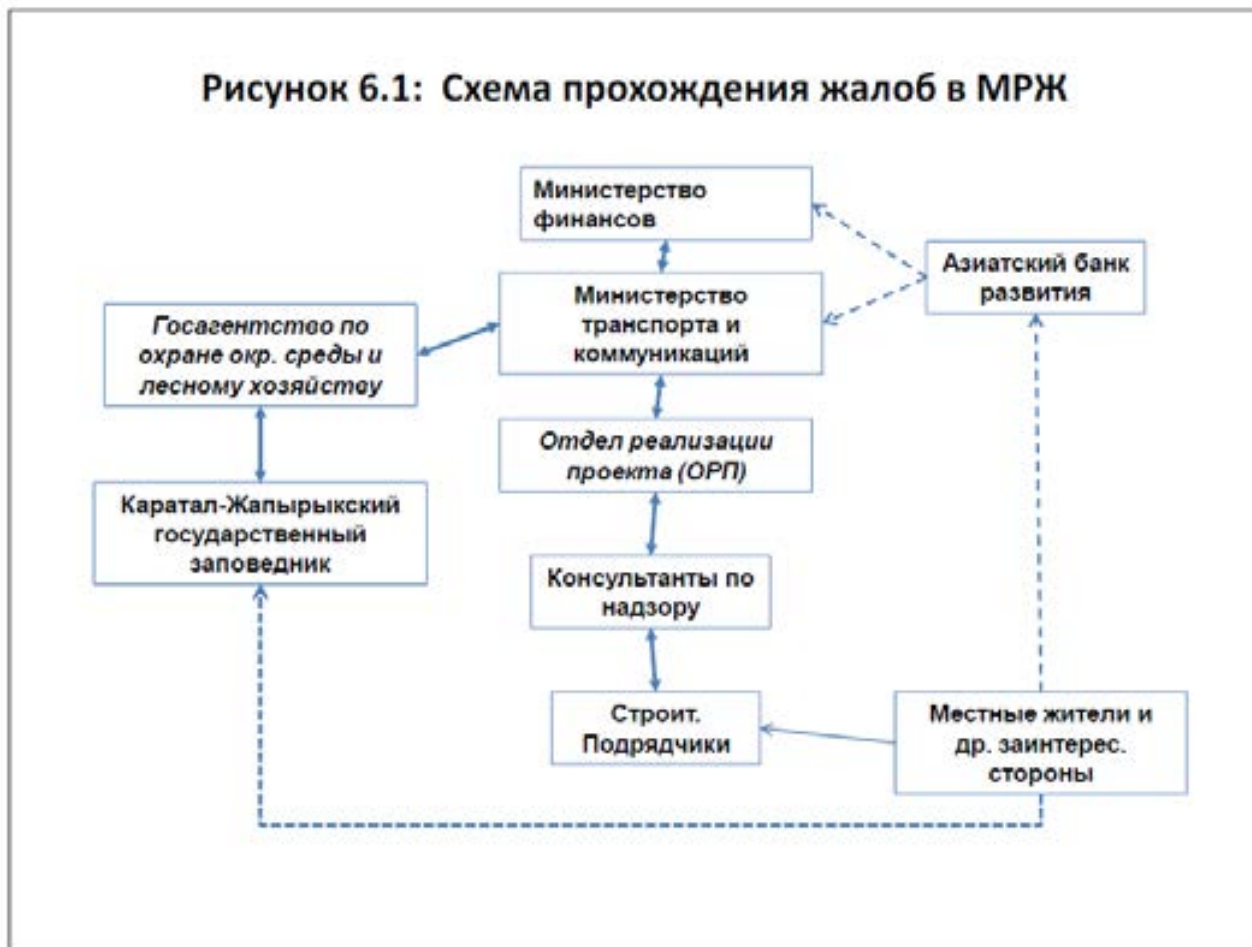 Рисунок 6.1: Схема прохождения жалоб в МРЖ
Министерство
финансов
Азиатский банк
развития
Министерство
транспорта и
коммуникаций
Госагентство по
охране окр. среды и
лесному хозяйству
Отдел реализации
проекта (ОРП)
Каратал-Жапырыкский
государственный
заповедник
Консультанты по
надзору
Строит.
Подрядчики
Местные жители и
др. заинтерес.
стороны